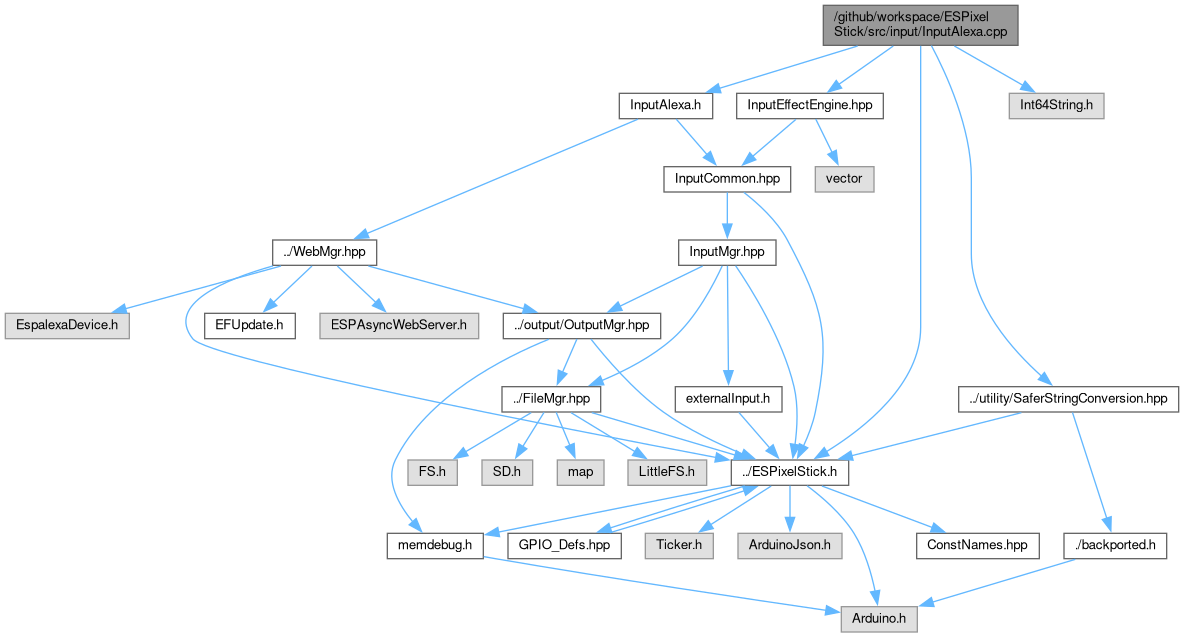 /github/workspace/ESPixel
Stick/src/input/InputAlexa.cpp
InputAlexa.h
InputEffectEngine.hpp
Int64String.h
InputCommon.hpp
vector
../WebMgr.hpp
InputMgr.hpp
EspalexaDevice.h
EFUpdate.h
ESPAsyncWebServer.h
../output/OutputMgr.hpp
../FileMgr.hpp
externalInput.h
../utility/SaferStringConversion.hpp
FS.h
SD.h
map
LittleFS.h
../ESPixelStick.h
memdebug.h
GPIO_Defs.hpp
Ticker.h
ArduinoJson.h
ConstNames.hpp
./backported.h
Arduino.h